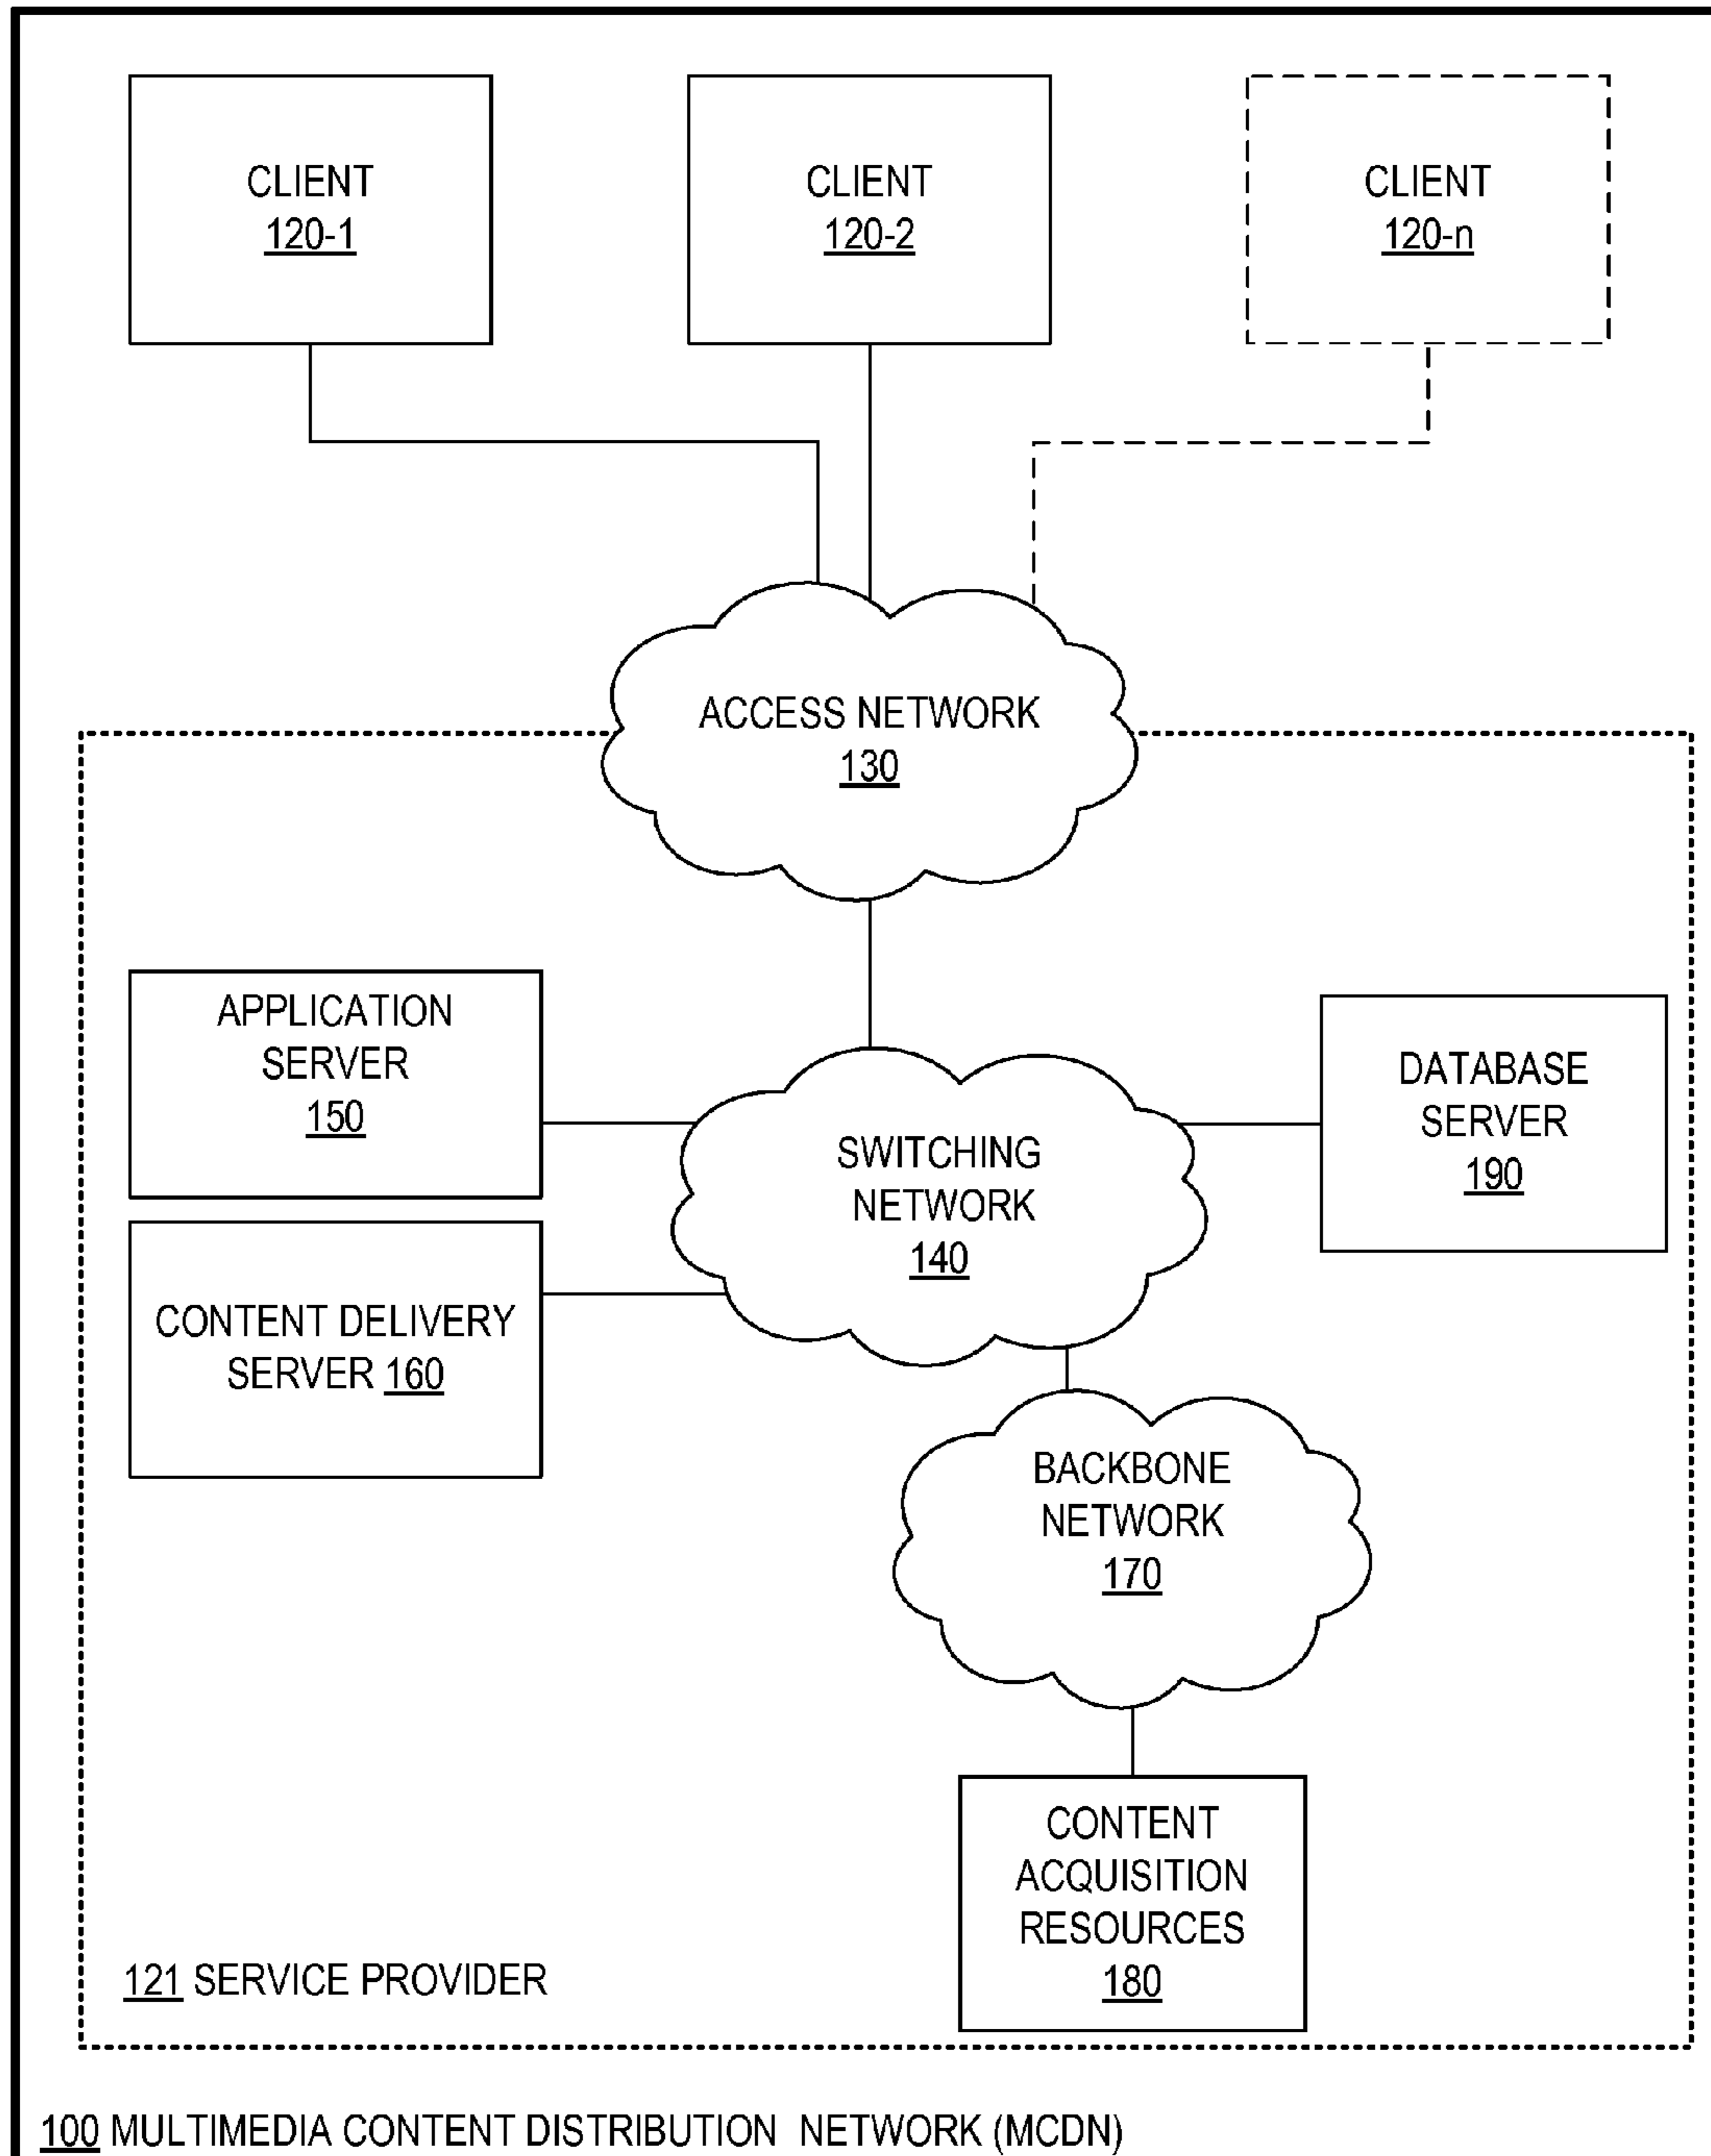 CLIENT
120-1
CLIENT
120-2
CLIENT
120-n
ACCESS NETWORK
130
APPLICATION
SERVER
150
DATABASE
SERVER
190
SWITCHING
NETWORK
140
CONTENT DELIVERY
SERVER 160
BACKBONE
NETWORK
170
CONTENT
ACQUISITION
RESOURCES
180
121 SERVICE PROVIDER
100 MULTIMEDIA CONTENT DISTRIBUTION NETWORK (MCDN)